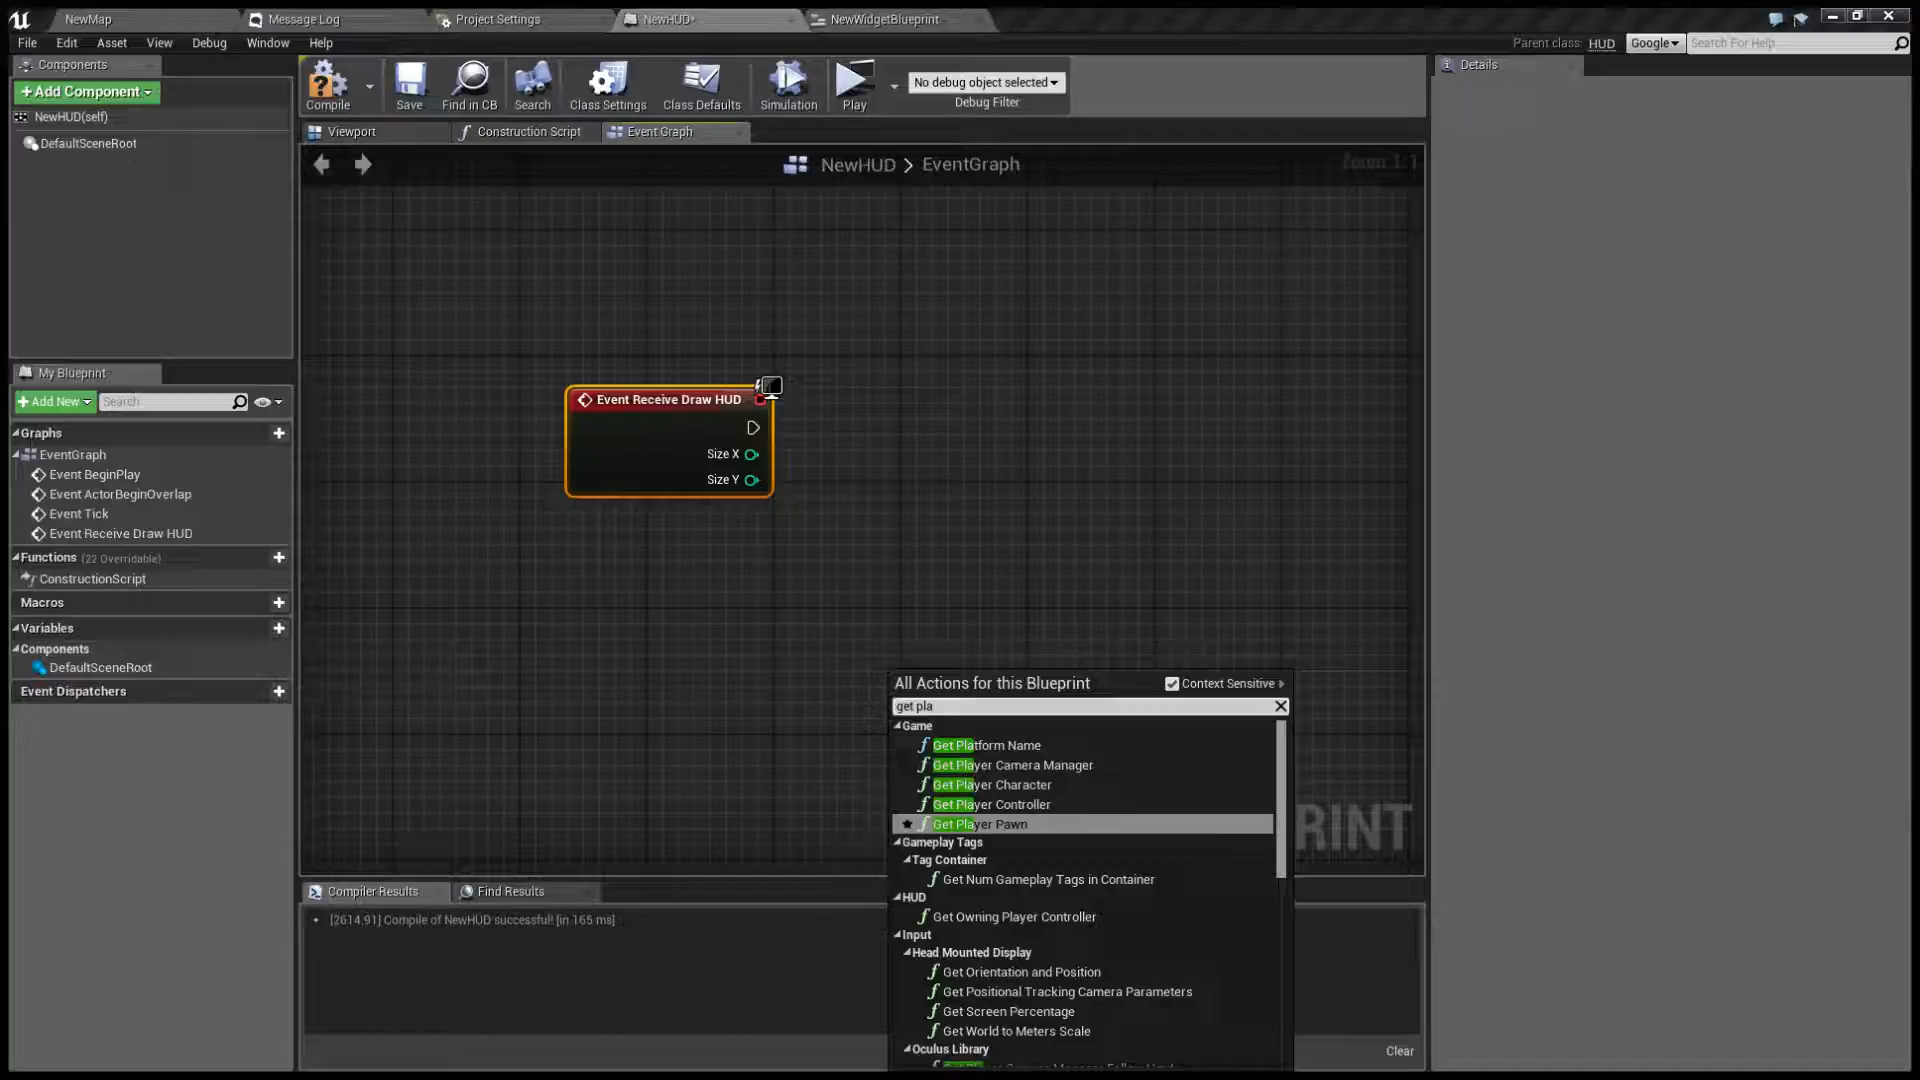 NewMap
Message Log
Project Settings
NewHUD*
NewWidgetBlueprint
File Edit Asset View Debug Window Help
Parent class: HUD
Google
Search For Help
Components
+Add Component
NewHUD(self)
DefaultSceneRoot
Compile
Save
Find in CB
Search
Class Settings
Class Defaults
Simulation
Play
No debug object selected
Debug Filter
Details
Viewport
Construction Script
Event Graph
NewHUD > EventGraph
Zoom 1:1
Event Receive Draw HUD
Size X
Size Y
My Blueprint
+Add New
Search
Graphs
EventGraph
Event BeginPlay
Event ActorBeginOverlap
Event Tick
Event Receive Draw HUD
Functions (22 Overridable)
ConstructionScript
Macros
Variables
Components
DefaultSceneRoot
Event Dispatchers
All Actions for this Blueprint
Context Sensitive
get pla
Game
Get Platform Name
Get Player Camera Manager
Get Player Character
Get Player Controller
Get Player Pawn
Gameplay Tags
Tag Container
Get Num Gameplay Tags in Container
HUD
Get Owning Player Controller
Input
Head Mounted Display
Get Orientation and Position
Get Positional Tracking Camera Parameters
Get Screen Percentage
Get World to Meters Scale
Oculus Library
RINT
Compiler Results
Find Results
[2614.91] Compile of NewHUD successful! [in 165 ms]
Clear